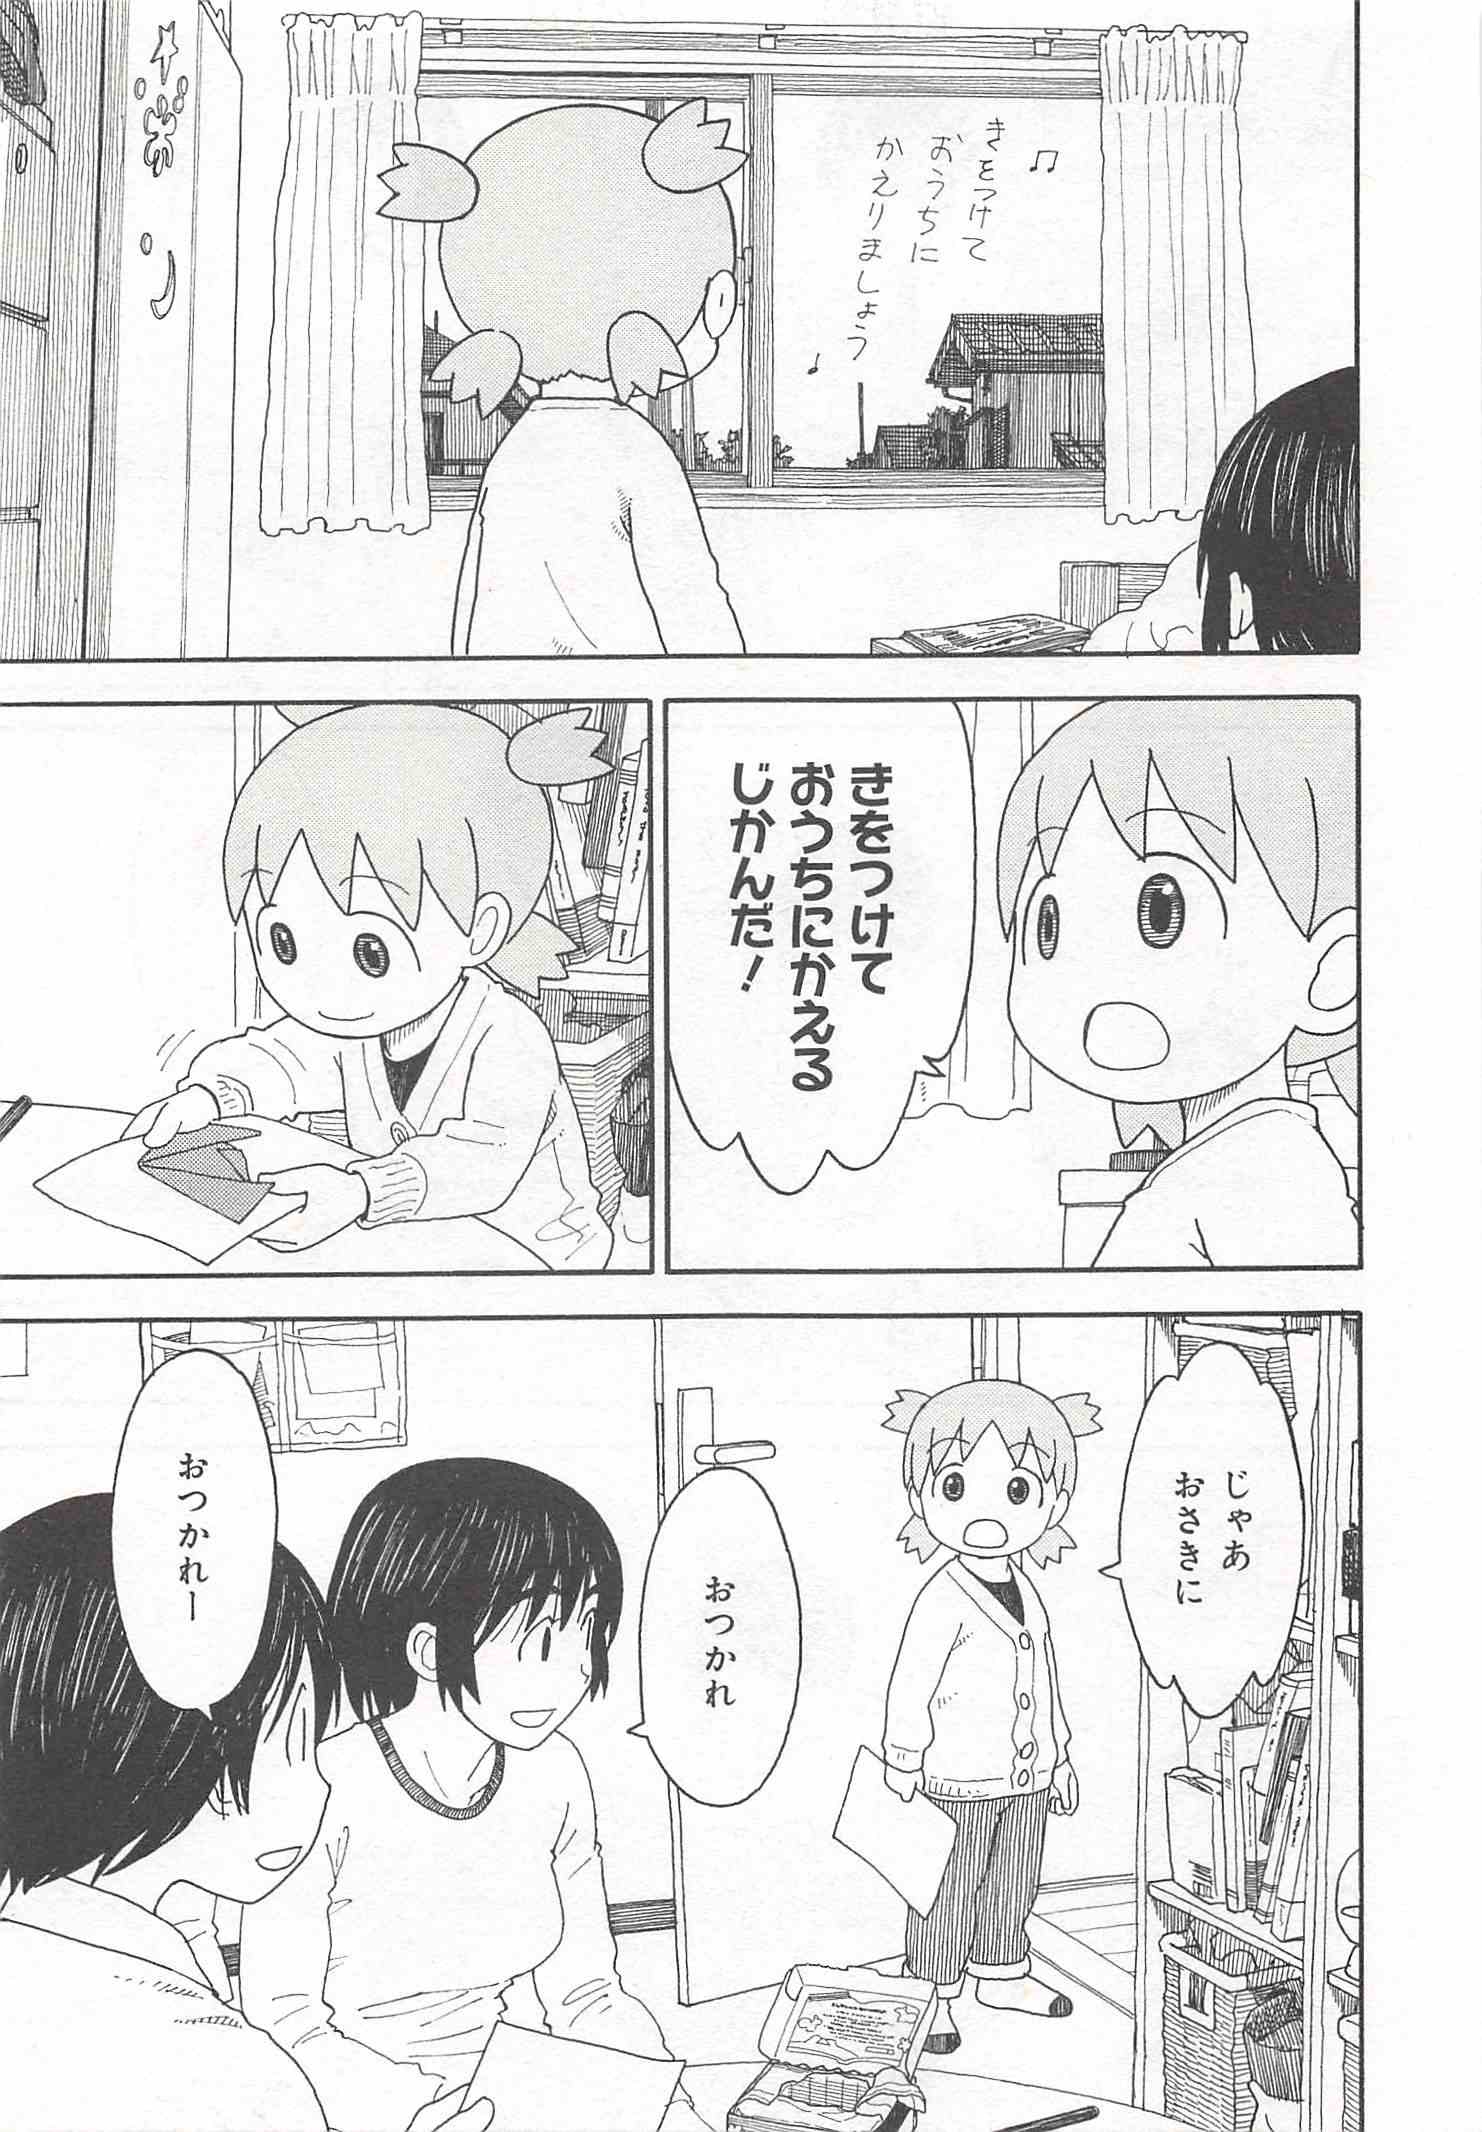 ♫
きをつけて
おうちに
かえりましょう
♪
ボン
きをつけて
おうちにかえる
じかんだ!
じゃあ
おさきに
おつかれ
おつかれー